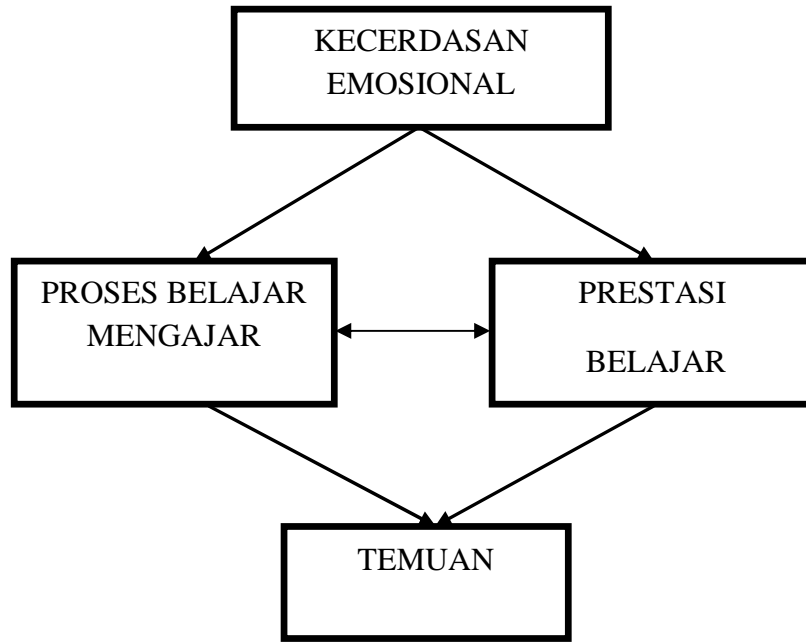 KECERDASAN
EMOSIONAL
PROSES BELAJAR
MENGAJAR
PRESTASI
BELAJAR
TEMUAN